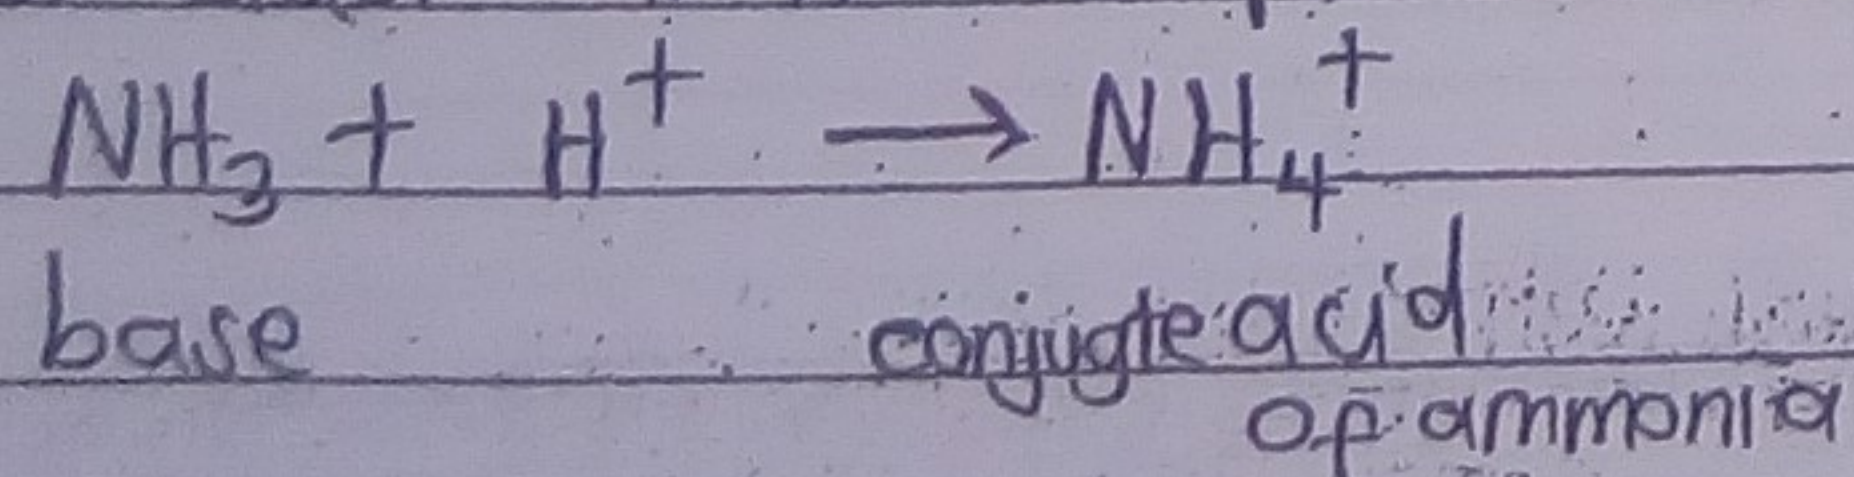 NH₃ + H⁺ → NH₄⁺
base conjugte acid
of ammonia